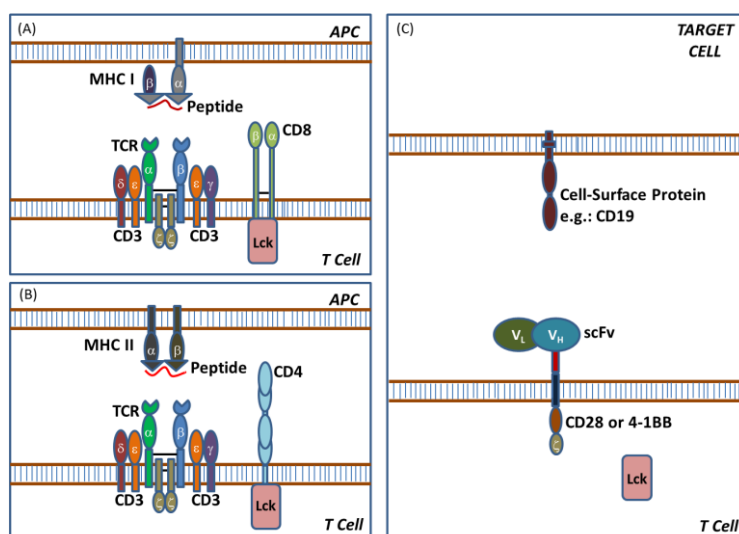 (A)
APC
MHC I
β
α
Peptide
TCR
α
β
δ
ε
ε
γ
ζ
ζ
CD3
CD3
β
α
CD8
Lck
T Cell
(B)
APC
MHC II
α
β
Peptide
TCR
α
β
δ
ε
ε
γ
ζ
ζ
CD3
CD3
CD4
Lck
T Cell
(C)
TARGET
CELL
Cell-Surface Protein
e.g.: CD19
VL
VH
scFv
CD28 or 4-1BB
ζ
Lck
T Cell